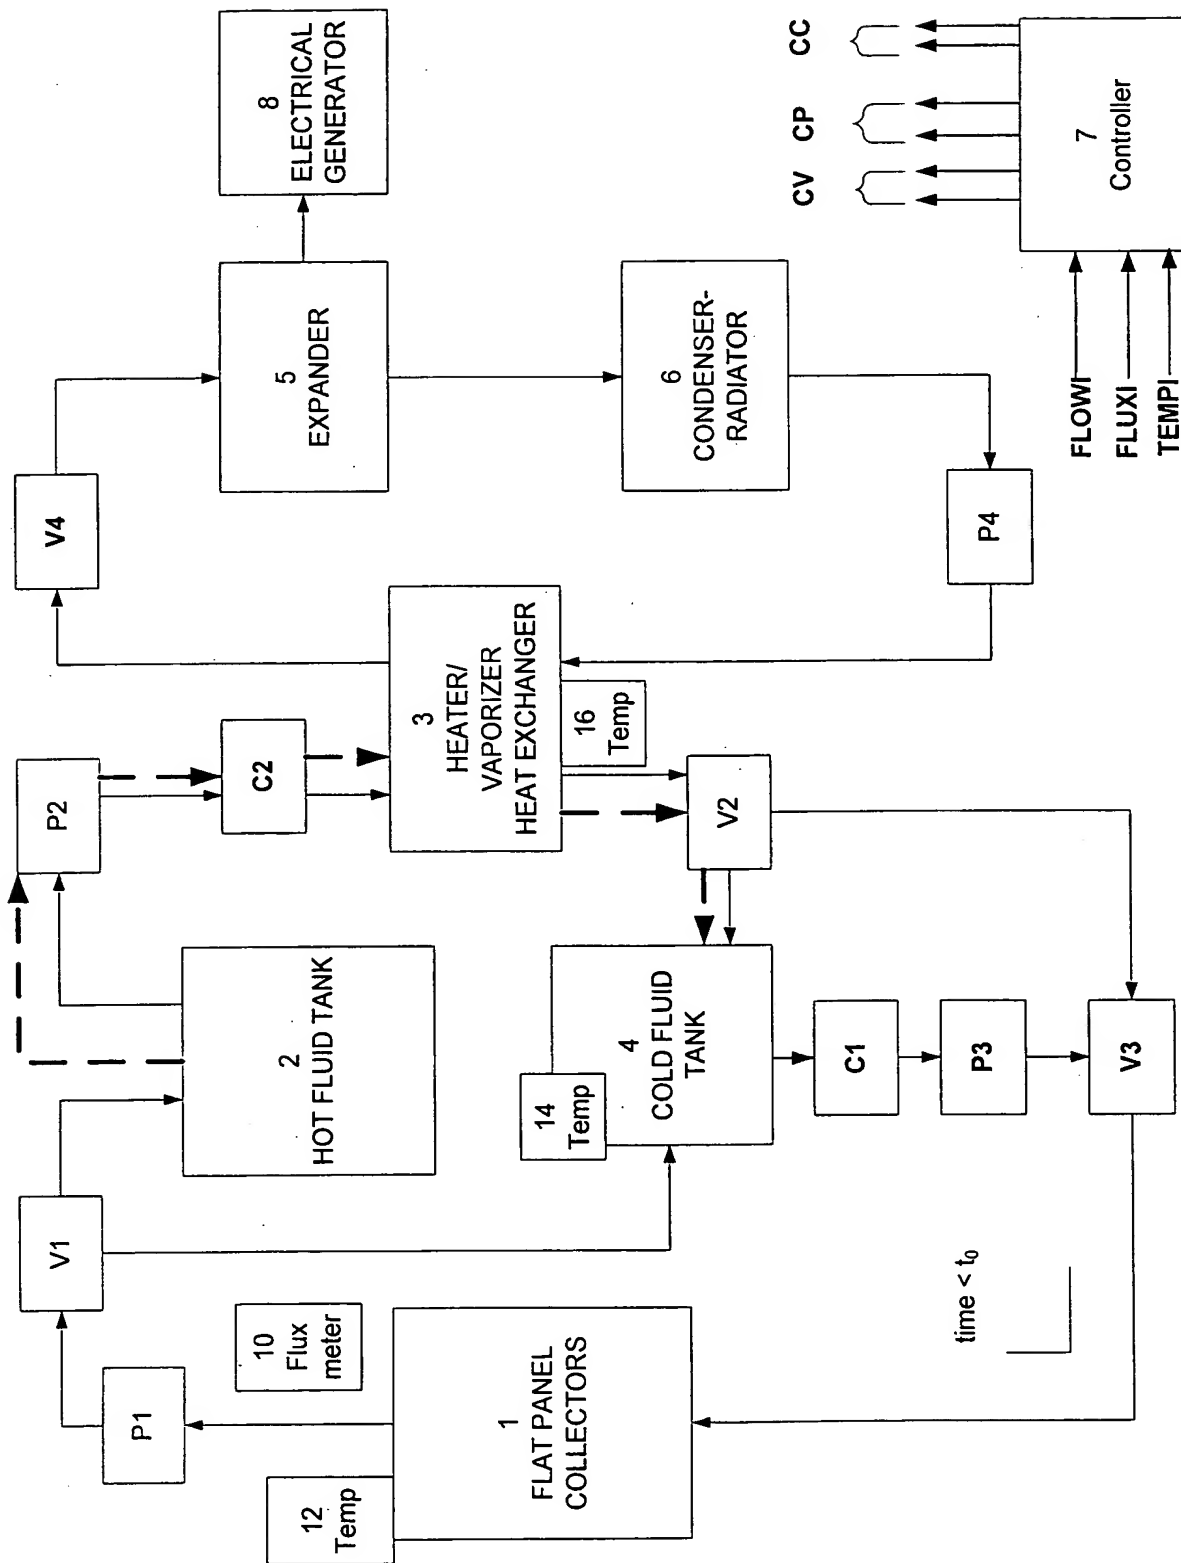 12
Temp
P1
10
Flux
meter
1
FLAT PANEL
COLLECTORS
time < t₀
V1
2
HOT FLUID TANK
14
Temp
4
COLD FLUID
TANK
C1
P3
V3
P2
C2
3
HEATER/
VAPORIZER
HEAT EXCHANGER
16
Temp
V2
V4
5
EXPANDER
6
CONDENSER-
RADIATOR
P4
8
ELECTRICAL
GENERATOR
CV
CP
CC
7
Controller
FLOWI
FLUXI
TEMPI